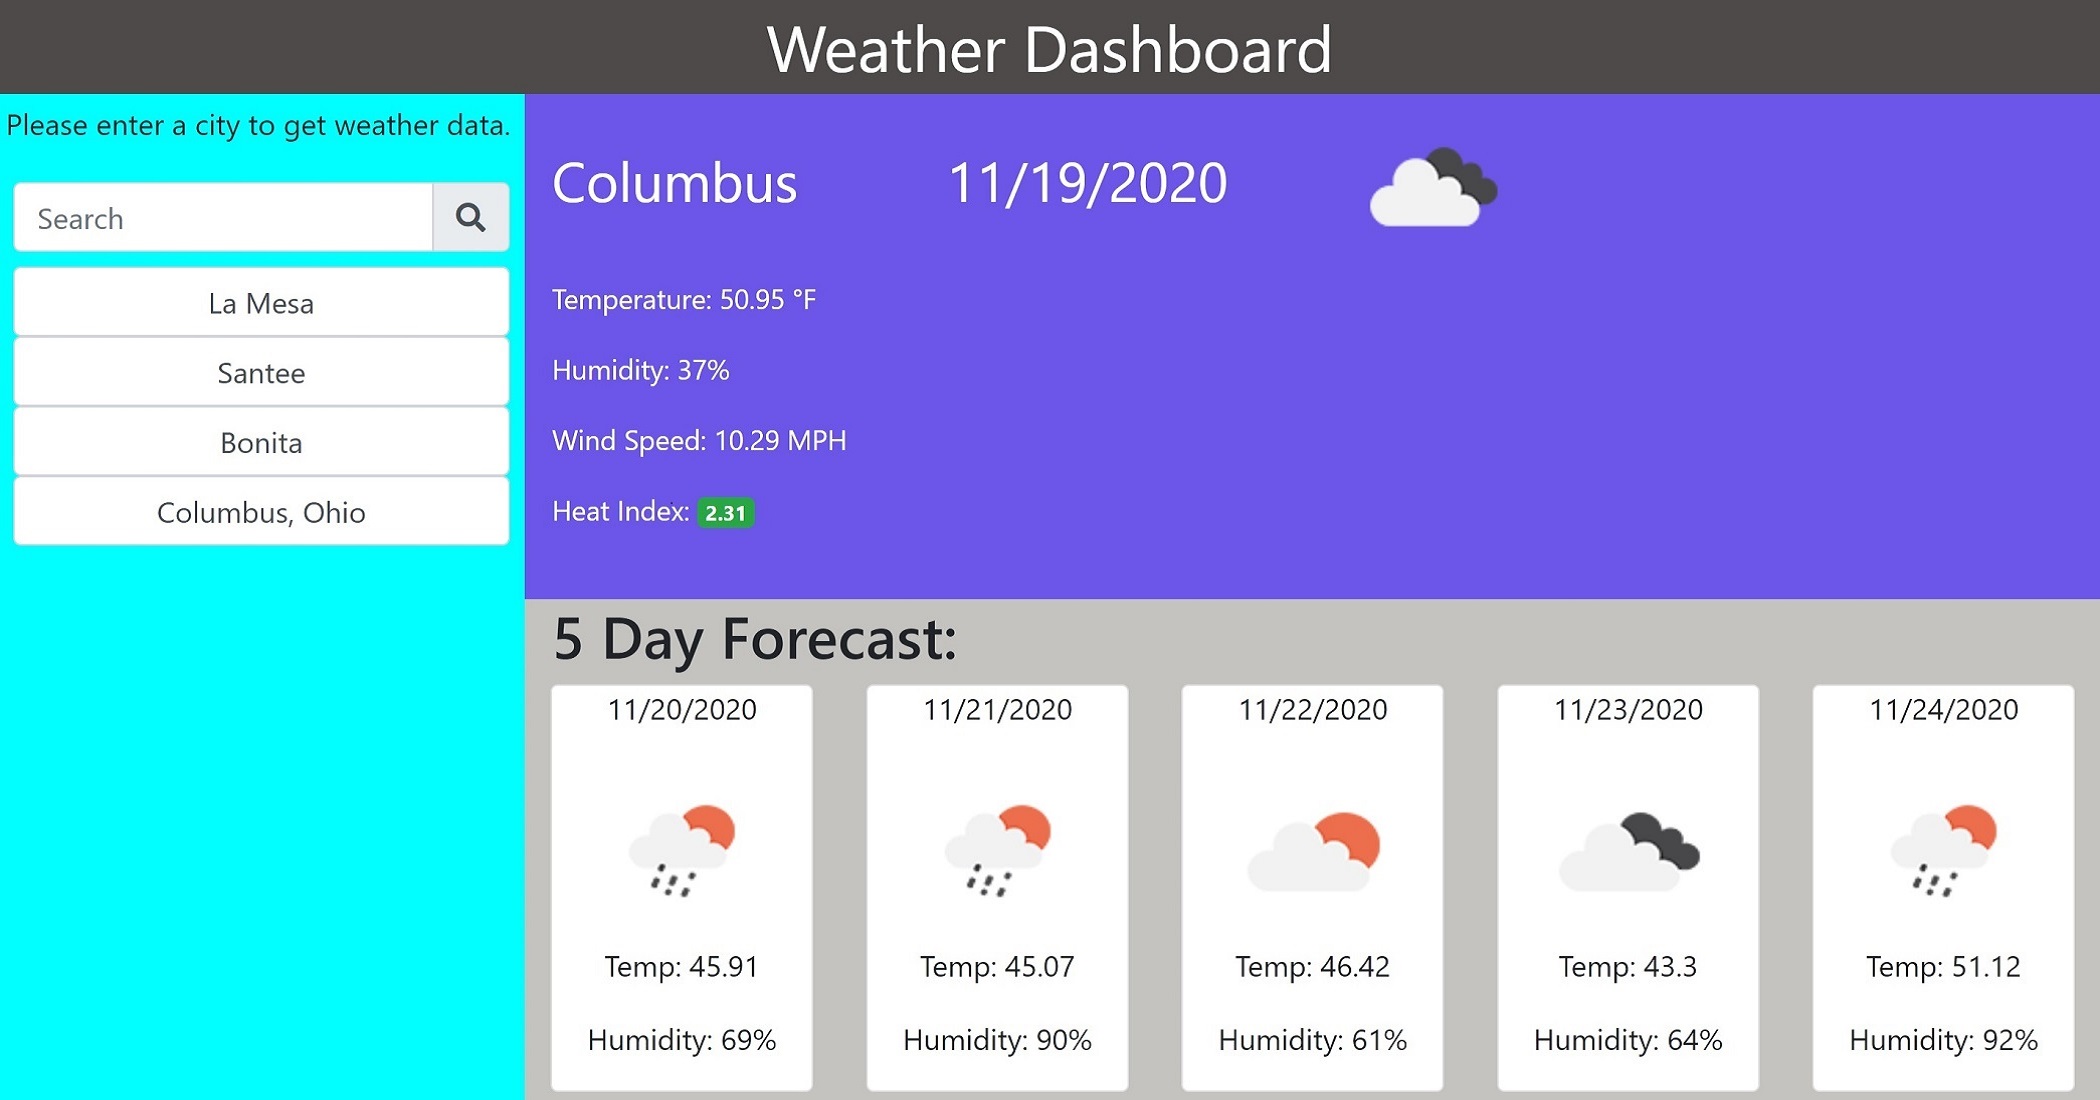 Weather Dashboard
Please enter a city to get weather data.
Search
La Mesa
Santee
Bonita
Columbus, Ohio
Columbus 11/19/2020
Temperature: 50.95 °F
Humidity: 37%
Wind Speed: 10.29 MPH
Heat Index: 2.31
5 Day Forecast:
11/20/2020
Temp: 45.91
Humidity: 69%
11/21/2020
Temp: 45.07
Humidity: 90%
11/22/2020
Temp: 46.42
Humidity: 61%
11/23/2020
Temp: 43.3
Humidity: 64%
11/24/2020
Temp: 51.12
Humidity: 92%